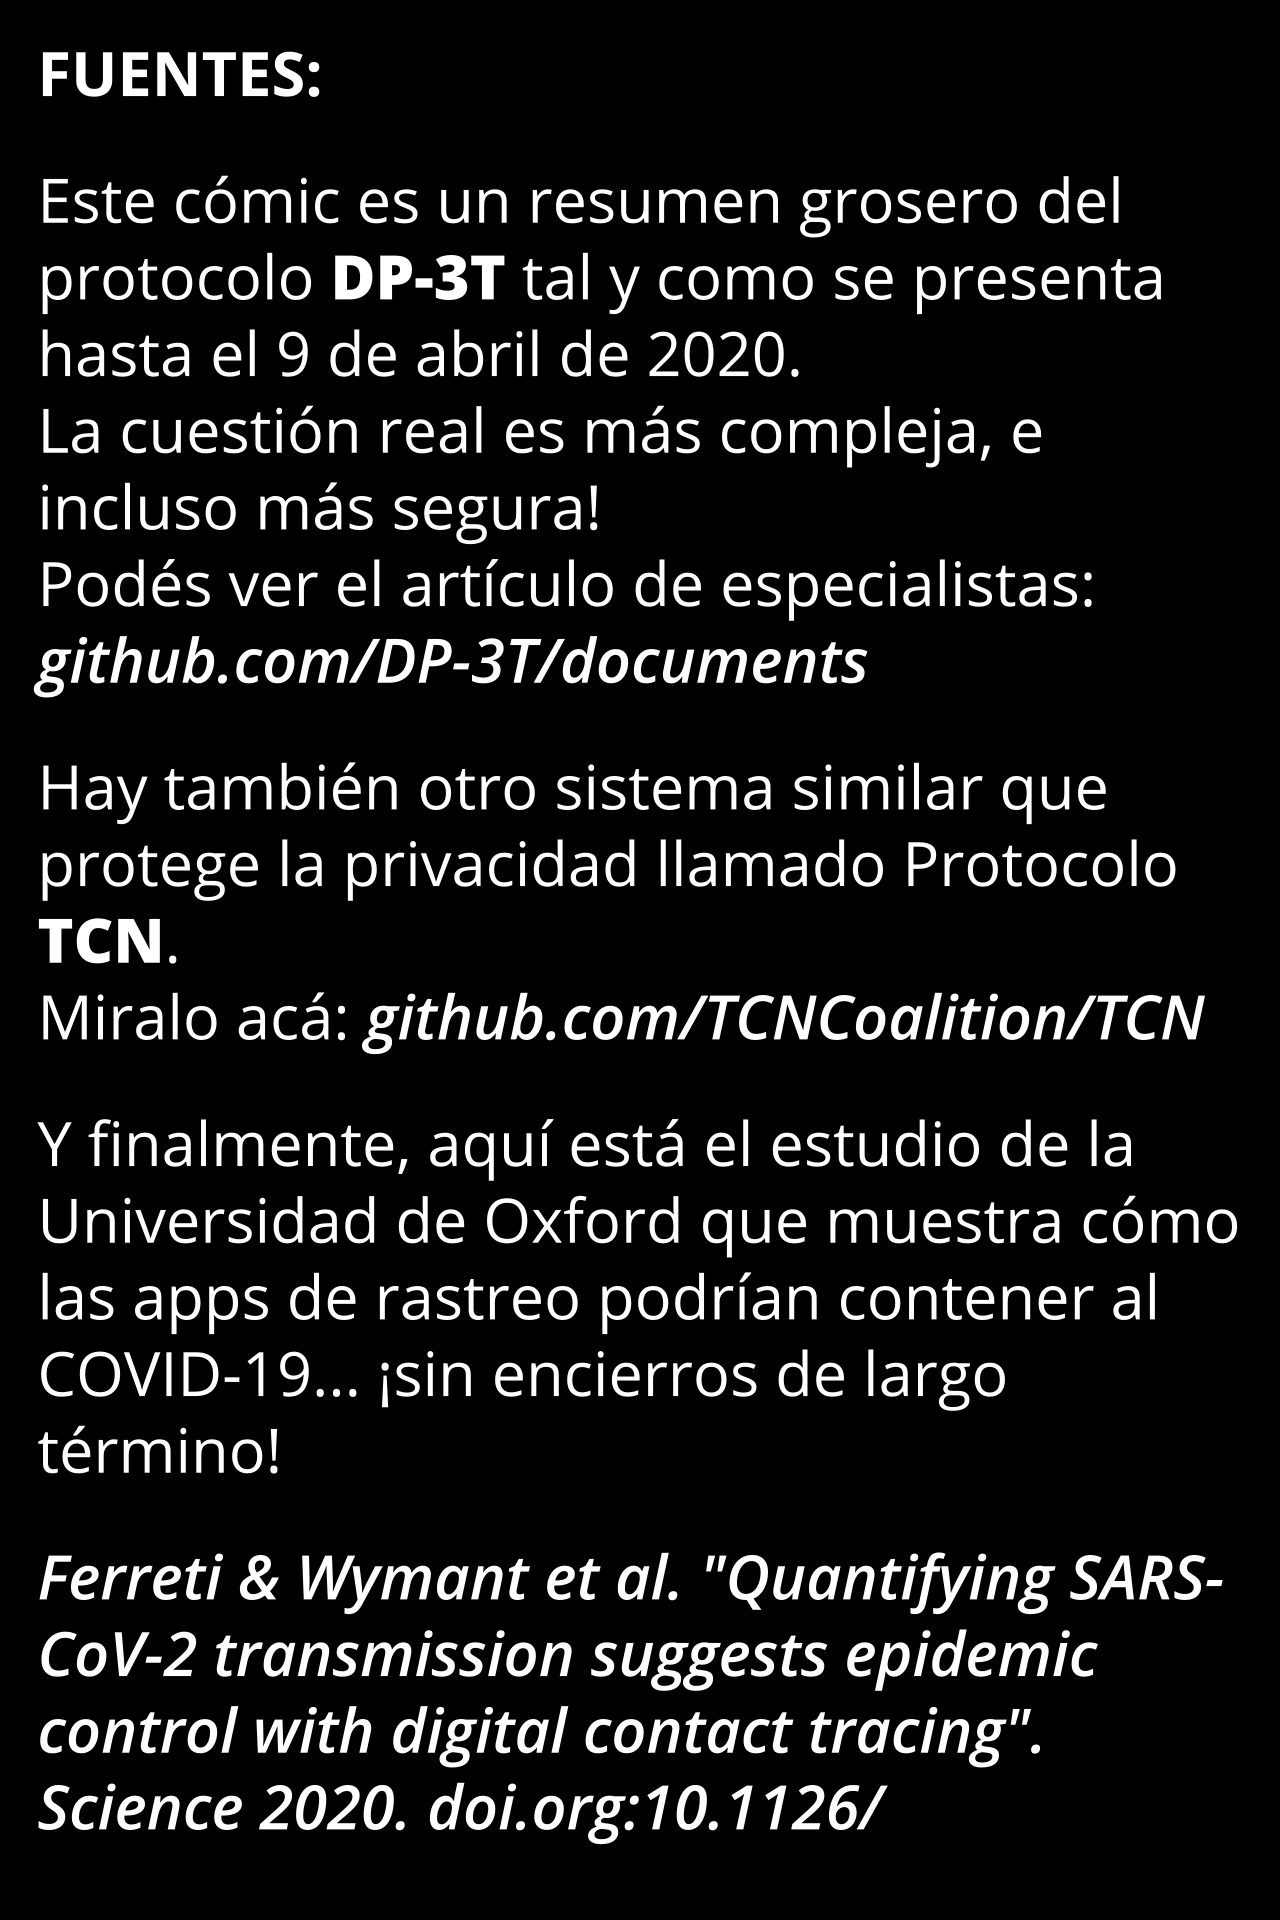 FUENTES:
Este cómic es un resumen grosero del
protocolo DP-3T tal y como se presenta
hasta el 9 de abril de 2020.
La cuestión real es más compleja, e
incluso más segura!
Podés ver el artículo de especialistas:
github.com/DP-3T/documents
Hay también otro sistema similar que
protege la privacidad llamado Protocolo
TCN.
Miralo acá: github.com/TCNCoalition/TCN
Y finalmente, aquí está el estudio de la
Universidad de Oxford que muestra cómo
las apps de rastreo podrían contener al
COVID-19... ¡sin encierros de largo
término!
Ferreti & Wymant et al. "Quantifying SARS-
CoV-2 transmission suggests epidemic
control with digital contact tracing".
Science 2020. doi.org:10.1126/